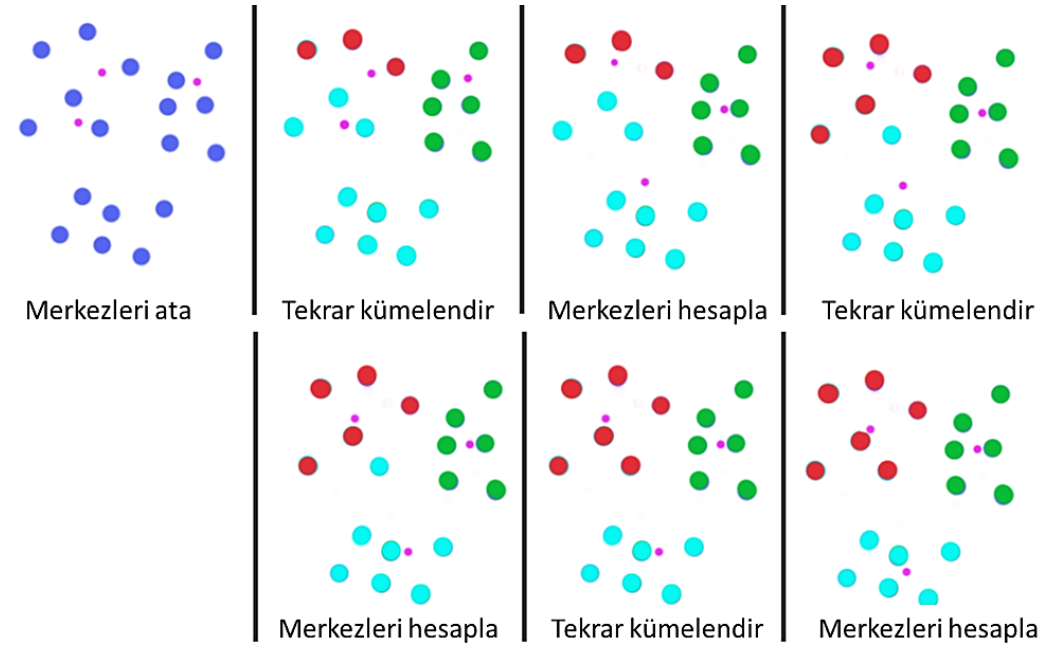 Merkezleri ata
Tekrar kümelendir
Merkezleri hesapla
Tekrar kümelendir
Merkezleri hesapla
Tekrar kümelendir
Merkezleri hesapla